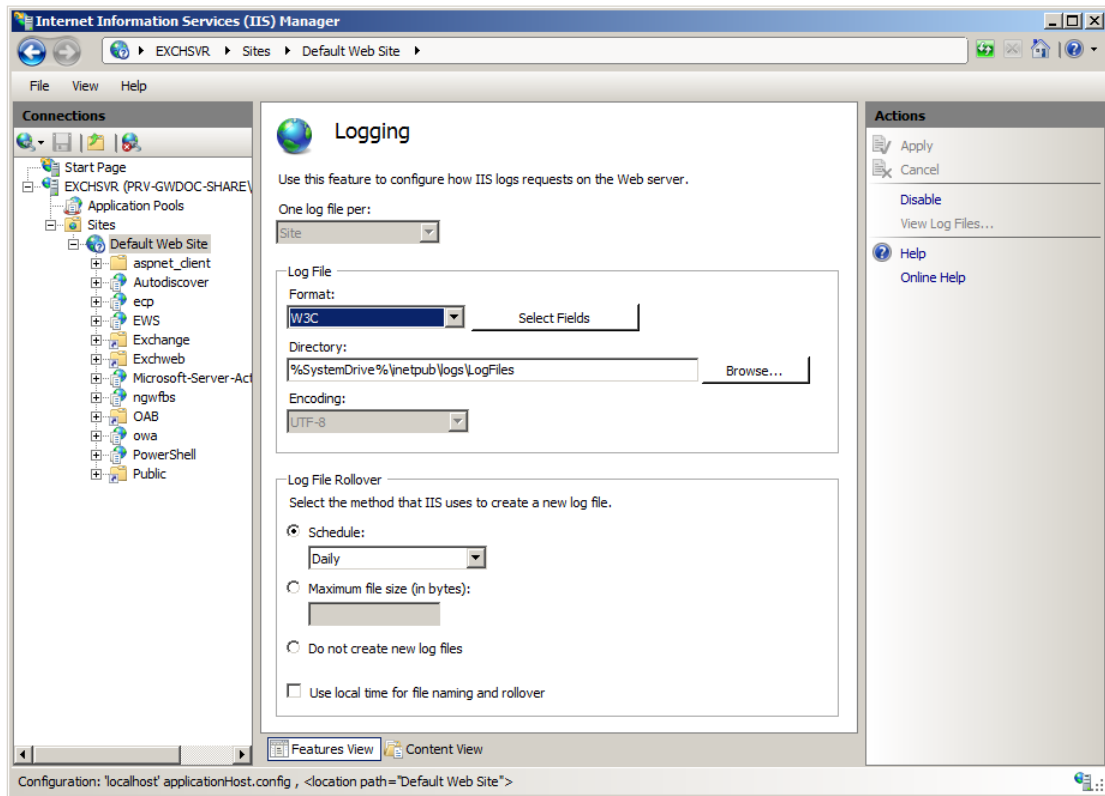 Internet Information Services (IIS) Manager
EXCHSVR Sites Default Web Site
File View Help
Connections
Start Page
EXCHSVR (PRV-GWDOC-SHARE\
Application Pools
Sites
Default Web Site
aspnet_client
Autodiscover
ecp
EWS
Exchange
Exchweb
Microsoft-Server-Act
ngwfbs
OAB
owa
PowerShell
Public
Logging
Use this feature to configure how IIS logs requests on the Web server.
One log file per:
Site
Log File
Format:
W3C Select Fields
Directory:
%SystemDrive%\inetpub\logs\LogFiles Browse...
Encoding:
UTF-8
Log File Rollover
Select the method that IIS uses to create a new log file.
Schedule:
Daily
Maximum file size (in bytes):
Do not create new log files
Use local time for file naming and rollover
Features View Content View
Actions
Apply
Cancel
Disable
View Log Files...
Help
Online Help
Configuration: 'localhost' applicationHost.config , <location path="Default Web Site">